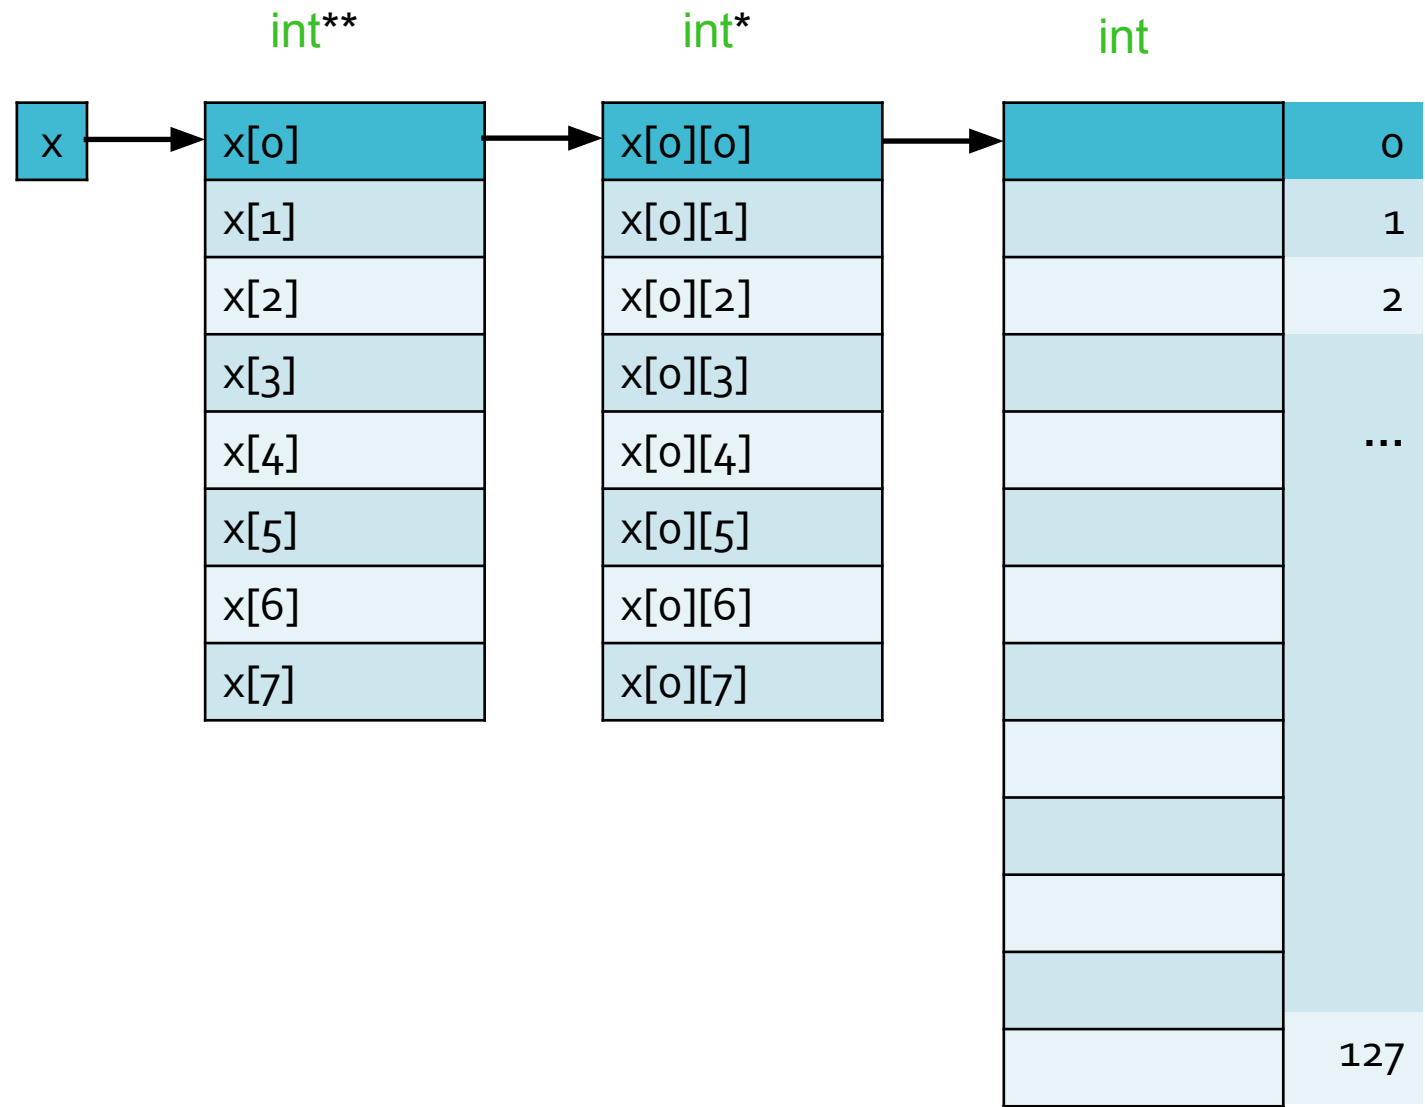 int** int* int
x x[0] x[0][0] 0
x[1] x[0][1] 1
x[2] x[0][2] 2
x[3] x[0][3]
x[4] x[0][4] ...
x[5] x[0][5]
x[6] x[0][6]
x[7] x[0][7]
127